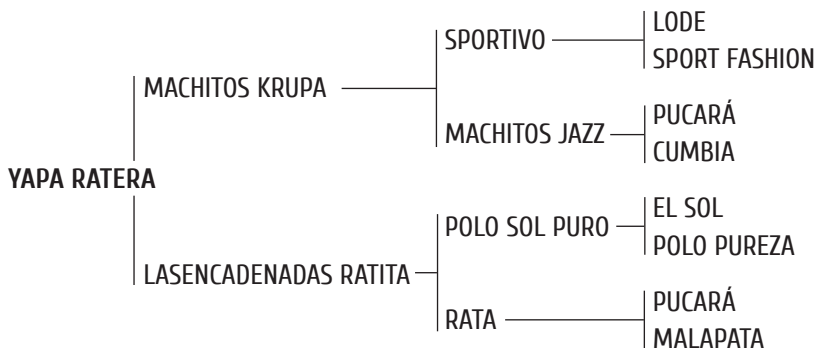 LODE
SPORTIVO
SPORT FASHION
MACHITOS KRUPA
PUCARÁ
MACHITOS JAZZ
CUMBIA
YAPA RATERA
EL SOL
POLO SOL PURO
POLO PUREZA
LASENCADENADAS RATITA
PUCARÁ
RATA
MALAPATA